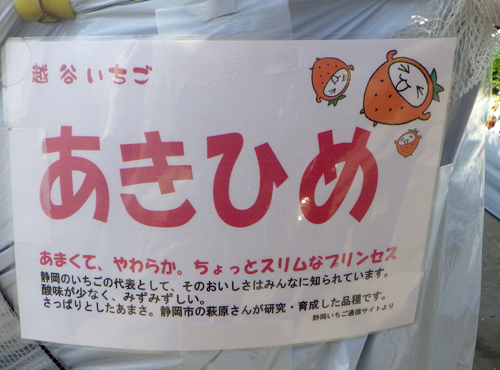 越谷いちご
あきひめ
あまくて、やわらか。ちょっとスリムなプリンセス
静岡のいちごの代表として、そのおいしさはみんなに知られています。
酸味が少なく、みずみずしい。
さっぱりとしたあまさ。静岡市の萩原さんが研究・育成した品種です。
静岡いちご通信サイトより